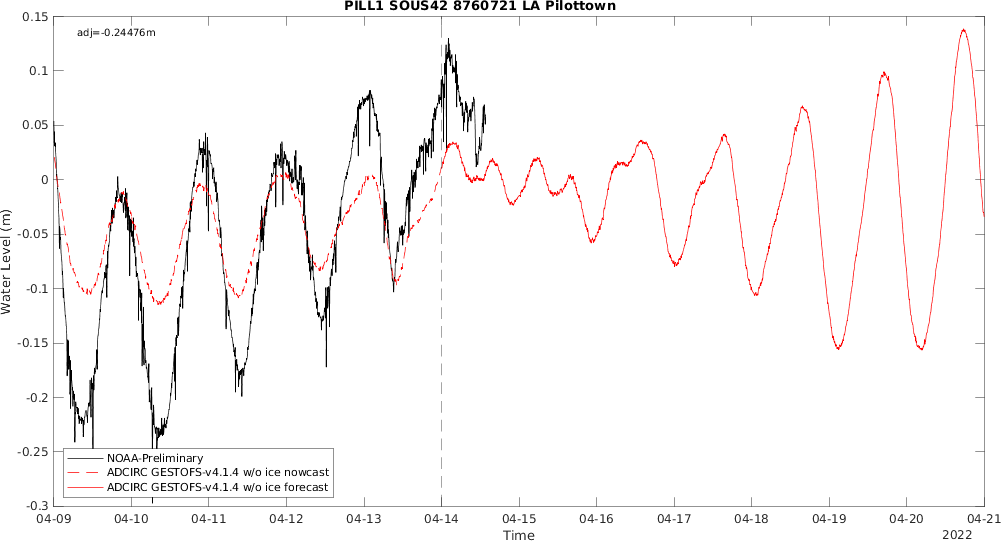 PILL1 SOUS42 8760721 LA Pilottown
adj=-0.24476m
0.15
0.1
0.05
0
-0.05
-0.1
-0.15
-0.2
-0.25
-0.3
Water Level (m)
NOAA-Preliminary
ADCIRC GESTOFS-v4.1.4 w/o ice nowcast
ADCIRC GESTOFS-v4.1.4 w/o ice forecast
04-09 04-10 04-11 04-12 04-13 04-14 04-15 04-16 04-17 04-18 04-19 04-20 04-21
Time
2022